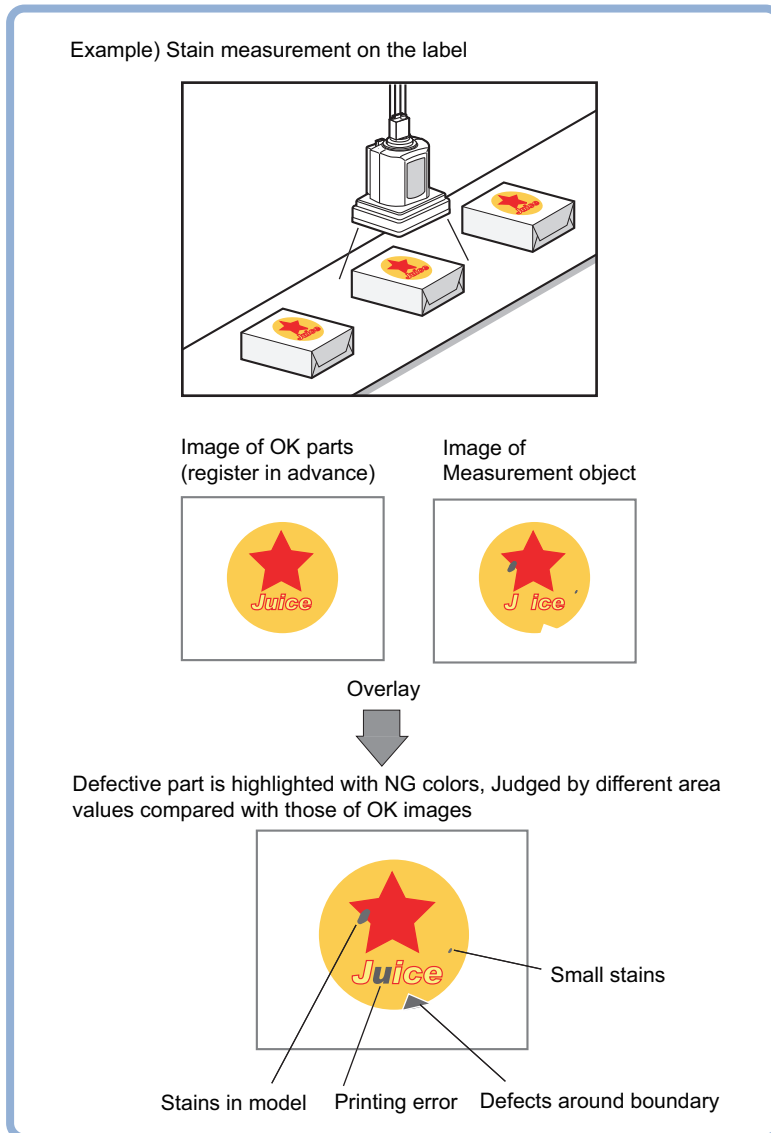 Example) Stain measurement on the label
Juice
Juice
Juice
Image of OK parts
(register in advance)
Image of
Measurement object
Juice
J ice
Overlay
Defective part is highlighted with NG colors, Judged by different area
values compared with those of OK images
Juice
Small stains
Stains in model
Printing error
Defects around boundary